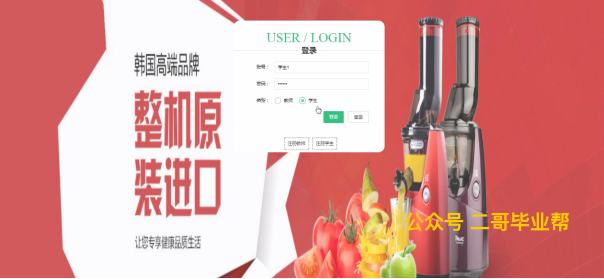 韩国高端品牌
整机原
装进口
让您专享健康品质生活
USER / LOGIN
登录
账号： 学生1
密码： ••••••
教师 学生
登录 重置
注册教师 注册学生
公众号 二哥毕业帮